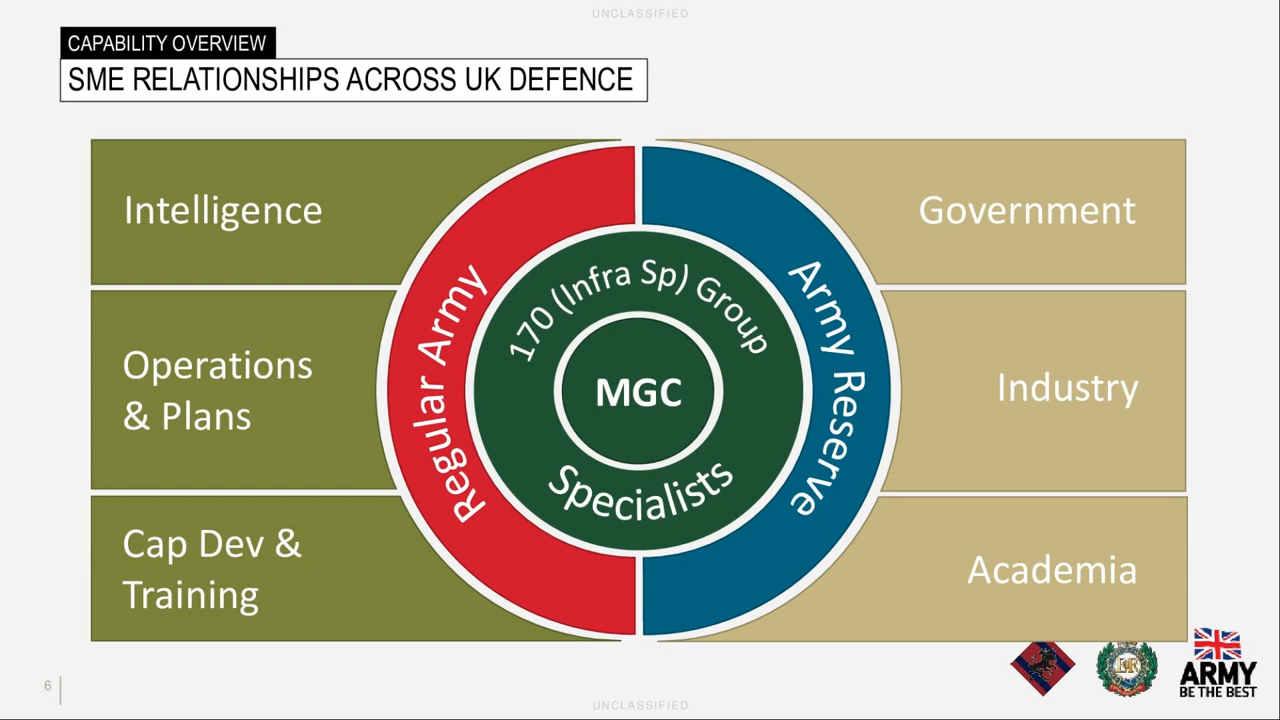 UNCLASSIFIED
CAPABILITY OVERVIEW
SME RELATIONSHIPS ACROSS UK DEFENCE
Intelligence
Operations
& Plans
Cap Dev &
Training
Regular Army
170 (Infra Sp) Group
MGC
Specialists
Army Reserve
Government
Industry
Academia
ARMY
BE THE BEST
6
UNCLASSIFIED